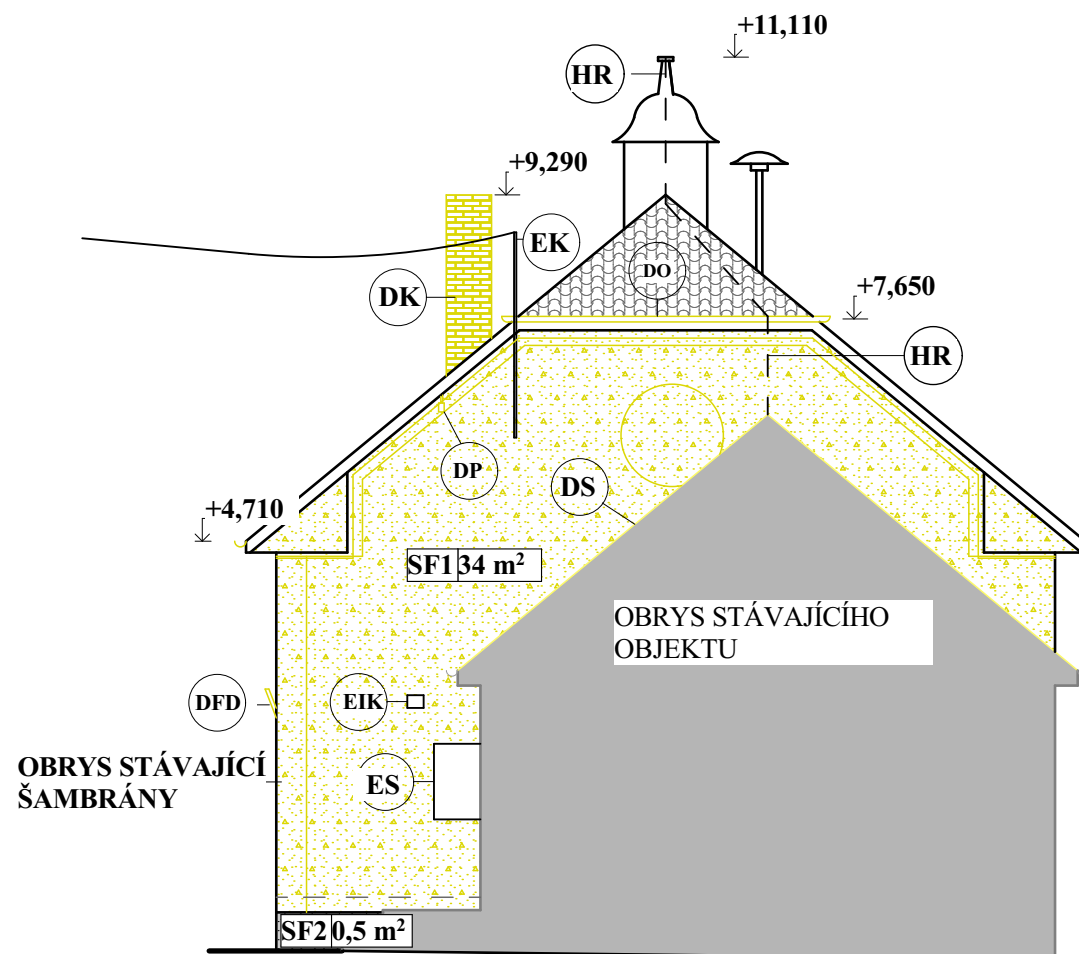 +11,110
HR
+9,290
EK
DO
DK
+7,650
HR
DP
DS
+4,710
SF1 34 m²
OBRYS STÁVAJÍCÍHO
OBJEKTU
DFD
EIK
OBRYS STÁVAJÍCÍ
ŠAMBRÁNY
ES
SF2 0,5 m²